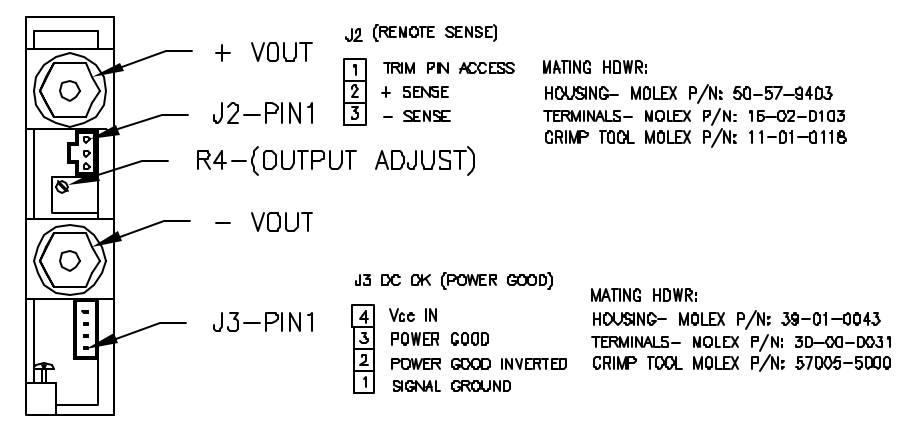 + VOUT
J2-PIN1
R4-(OUTPUT ADJUST)
- VOUT
J3-PIN1
J2 (REMOTE SENSE)
1 TRIM PIN ACCESS
2 + SENSE
3 - SENSE
MATING HDWR:
HOUSING- MOLEX P/N: 50-57-9403
TERMINALS- MOLEX P/N: 16-02-0103
CRIMP TOOL MOLEX P/N: 11-01-0118
J3 DC OK (POWER GOOD)
4 Vcc IN
3 POWER GOOD
2 POWER GOOD INVERTED
1 SIGNAL GROUND
MATING HDWR:
HOUSING- MOLEX P/N: 39-01-0043
TERMINALS- MOLEX P/N: 30-00-0031
CRIMP TOOL MOLEX P/N: 57005-5000